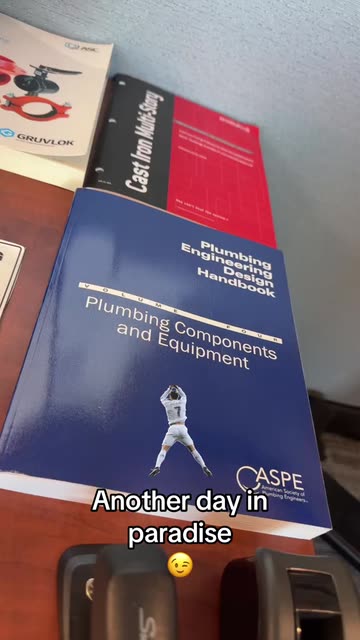 GRUVLOK
Cast Iron Multi-Story
Plumbing
Engineering
Design
Handbook
VOLUME FOUR
Plumbing Components
and Equipment
7
ASPE
American Society of
Plumbing Engineers
Another day in
paradise
😉